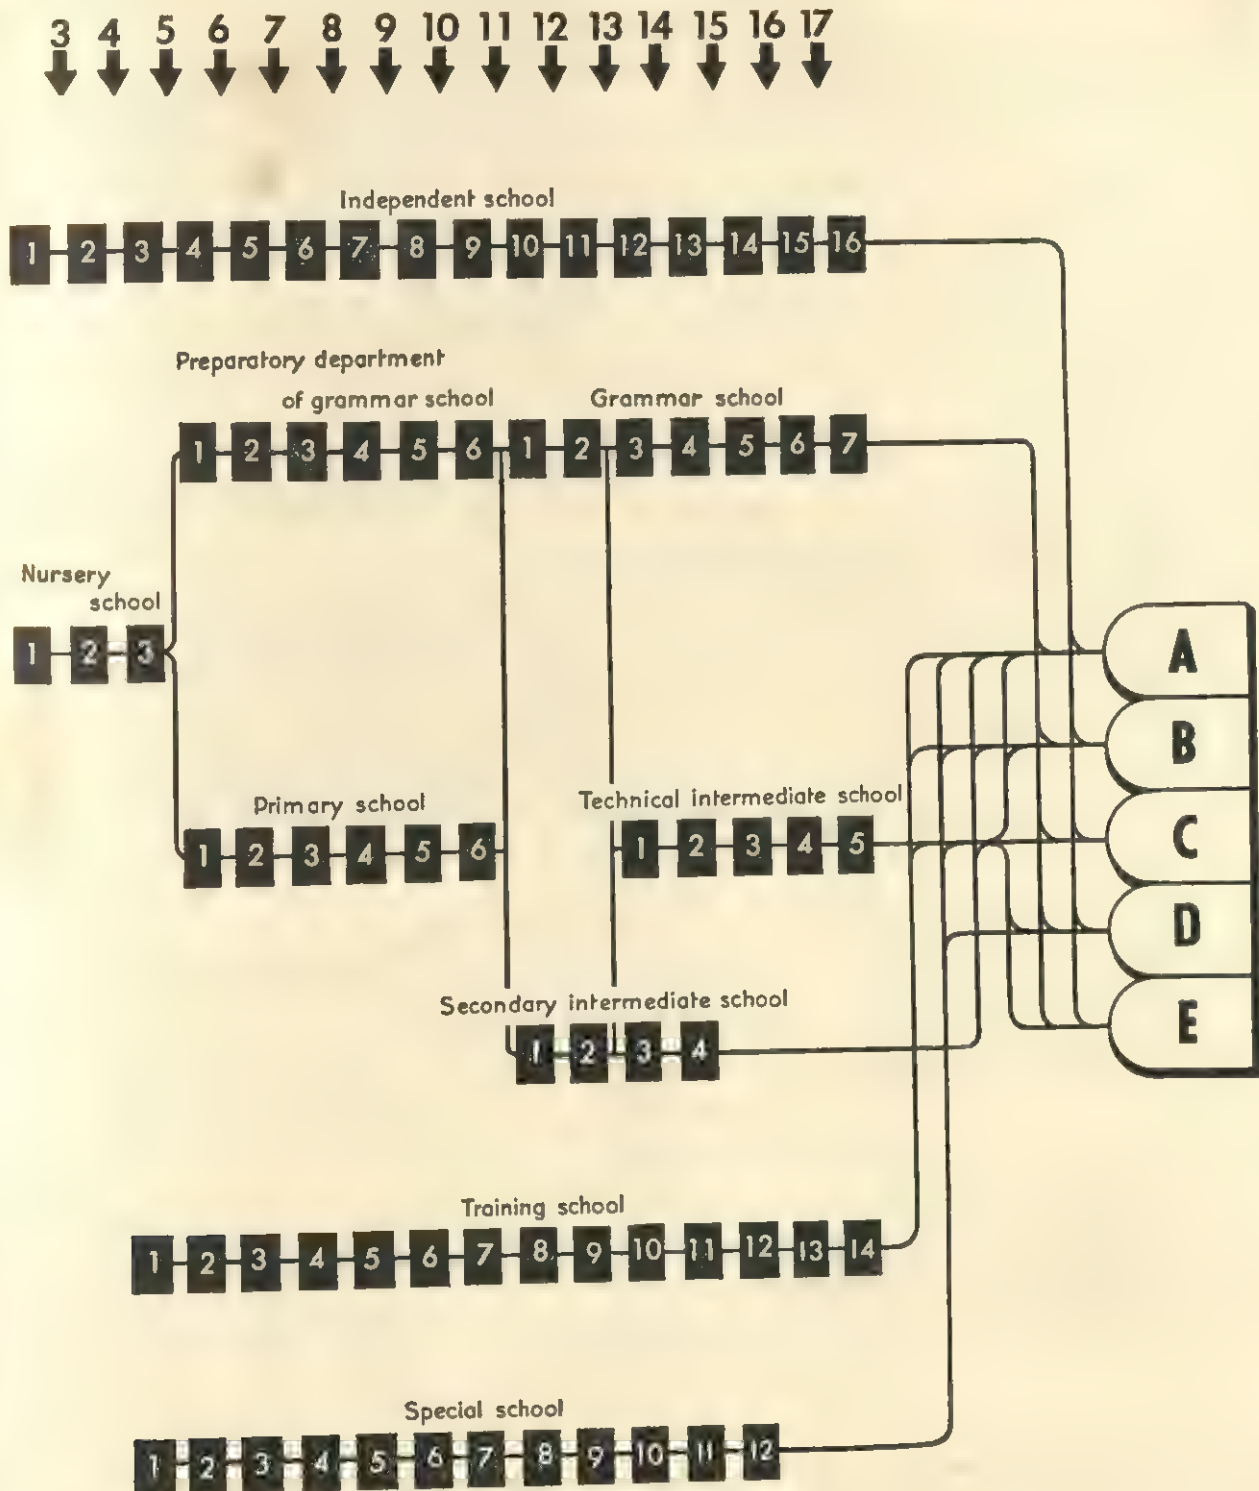 3 4 5 6 7 8 9 10 11 12 13 14 15 16 17
Independent school
1 2 3 4 5 6 7 8 9 10 11 12 13 14 15 16
Preparatory department
of grammar school
Grammar school
1 2 3 4 5 6 1 2 3 4 5 6 7
Nursery
school
1 2 3
A
B
Primary school
Technical intermediate school
1 2 3 4 5 6
1 2 3 4 5
C
D
Secondary intermediate school
1 2 3 4
E
Training school
1 2 3 4 5 6 7 8 9 10 11 12 13 14
Special school
1 2 3 4 5 6 7 8 9 10 11 12